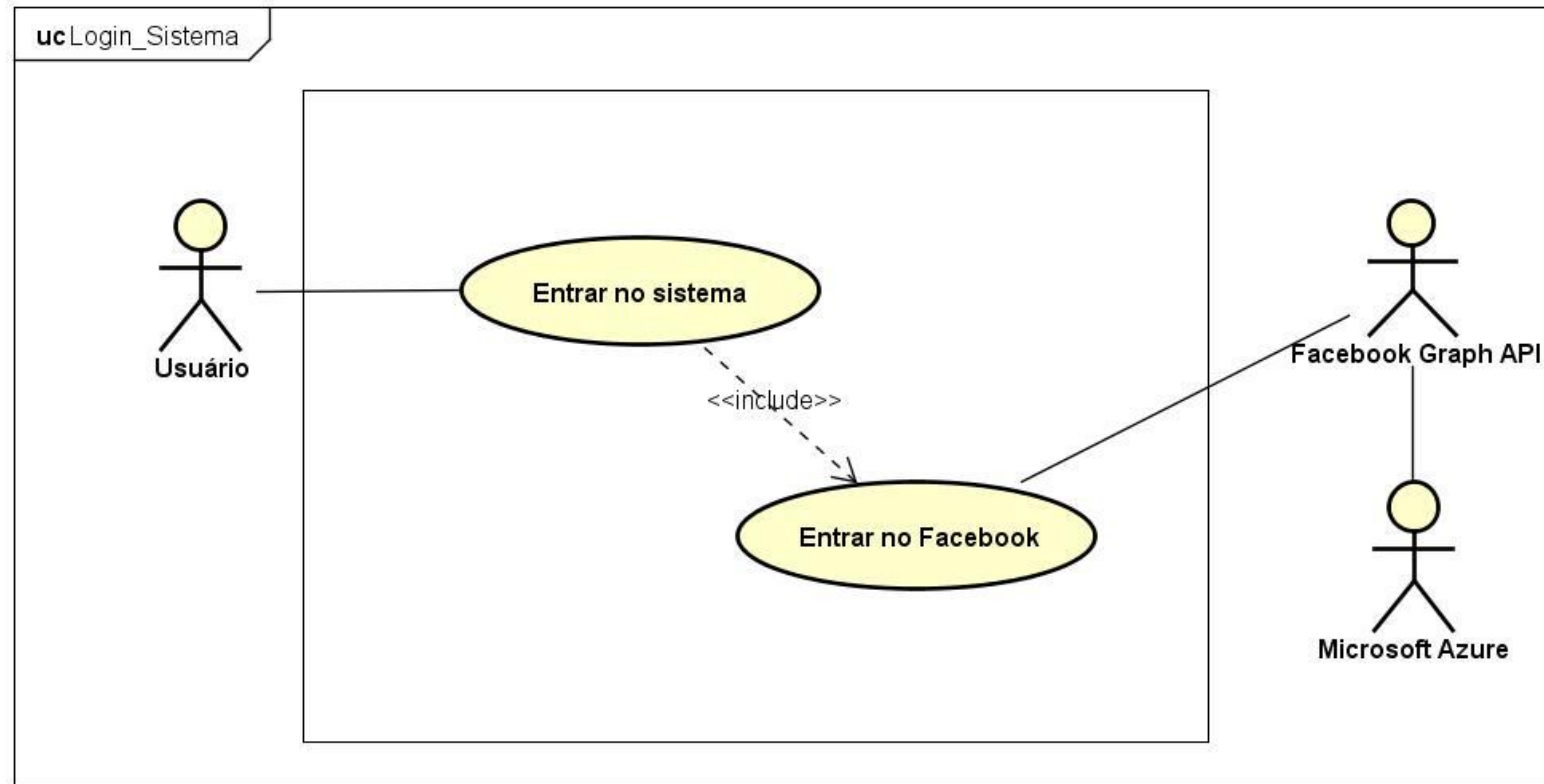 uc Login_Sistema
Entrar no sistema
Usuário
Facebook Graph API
<<include>>
Entrar no Facebook
Microsoft Azure